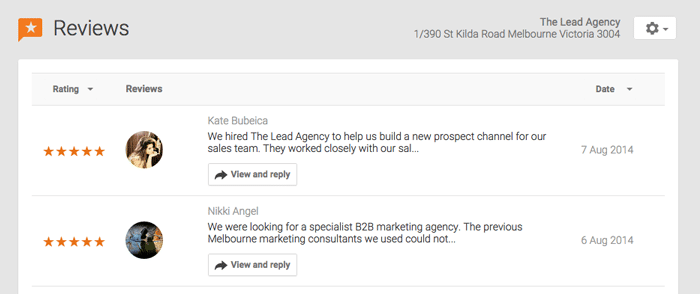 Reviews
The Lead Agency
1/390 St Kilda Road Melbourne Victoria 3004
Rating
Reviews
Date
Kate Bubeica
We hired The Lead Agency to help us build a new prospect channel for our
sales team. They worked closely with our sal...
7 Aug 2014
View and reply
Nikki Angel
We were looking for a specialist B2B marketing agency. The previous
Melbourne marketing consultants we used could not...
6 Aug 2014
View and reply